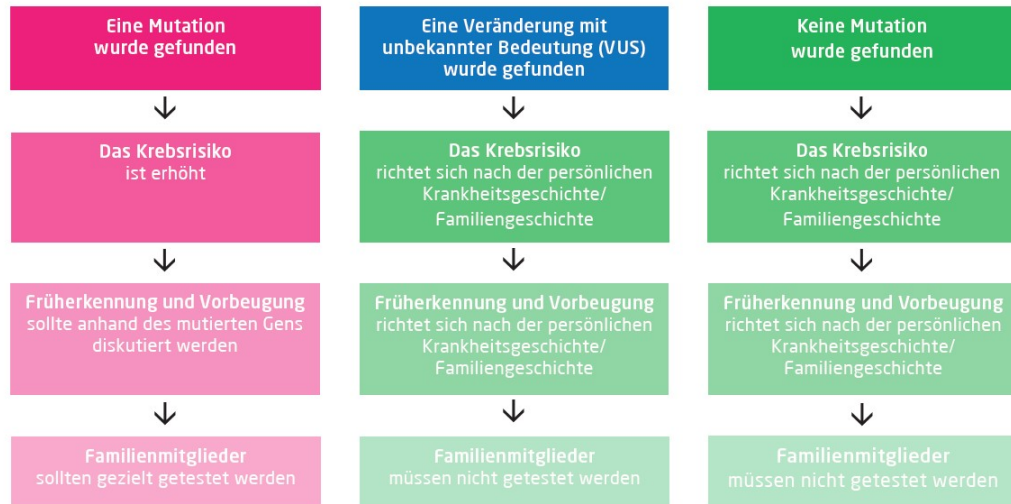 Eine Mutation
wurde gefunden
Das Krebsrisiko
ist erhöht
Früherkennung und Vorbeugung
sollte anhand des mutierten Gens
diskutiert werden
Familienmitglieder
sollten gezielt getestet werden
Eine Veränderung mit
unbekannter Bedeutung (VUS)
wurde gefunden
Das Krebsrisiko
richtet sich nach der persönlichen
Krankheitsgeschichte/
Familiengeschichte
Früherkennung und Vorbeugung
richtet sich nach der persönlichen
Krankheitsgeschichte/
Familiengeschichte
Familienmitglieder
müssen nicht getestet werden
Keine Mutation
wurde gefunden
Das Krebsrisiko
richtet sich nach der persönlichen
Krankheitsgeschichte/
Familiengeschichte
Früherkennung und Vorbeugung
richtet sich nach der persönlichen
Krankheitsgeschichte/
Familiengeschichte
Familienmitglieder
müssen nicht getestet werden